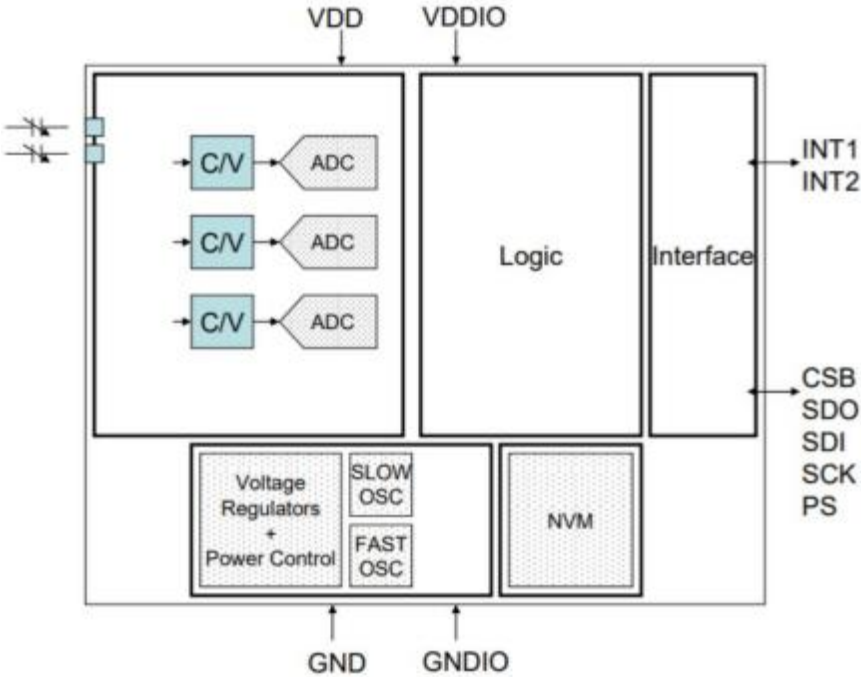 VDD
VDDIO
C/V
ADC
C/V
ADC
C/V
ADC
Logic
Interface
INT1
INT2
CSB
SDO
SDI
SCK
PS
Voltage
Regulators
+
Power Control
SLOW
OSC
FAST
OSC
NVM
GND
GNDIO